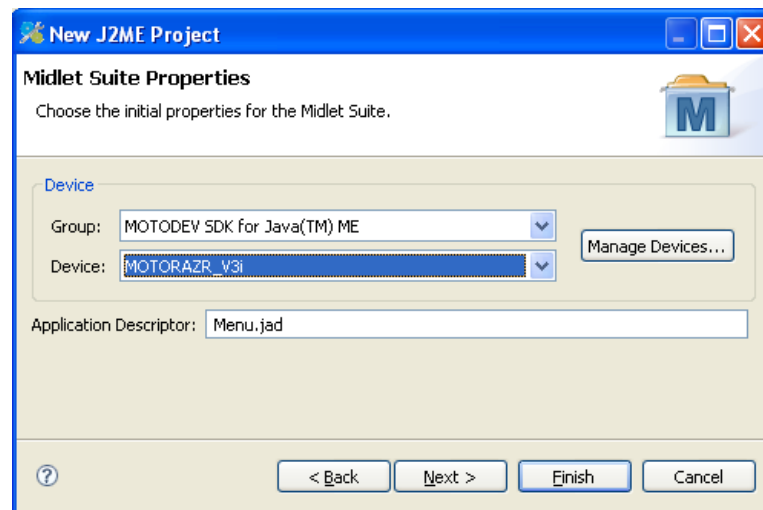 New J2ME Project
Midlet Suite Properties
Choose the initial properties for the Midlet Suite.
M
Device
Group: MOTODEV SDK for Java(TM) ME
Manage Devices...
Device: MOTORAZR_V3i
Application Descriptor: Menu.jad
?
< Back Next > Finish Cancel